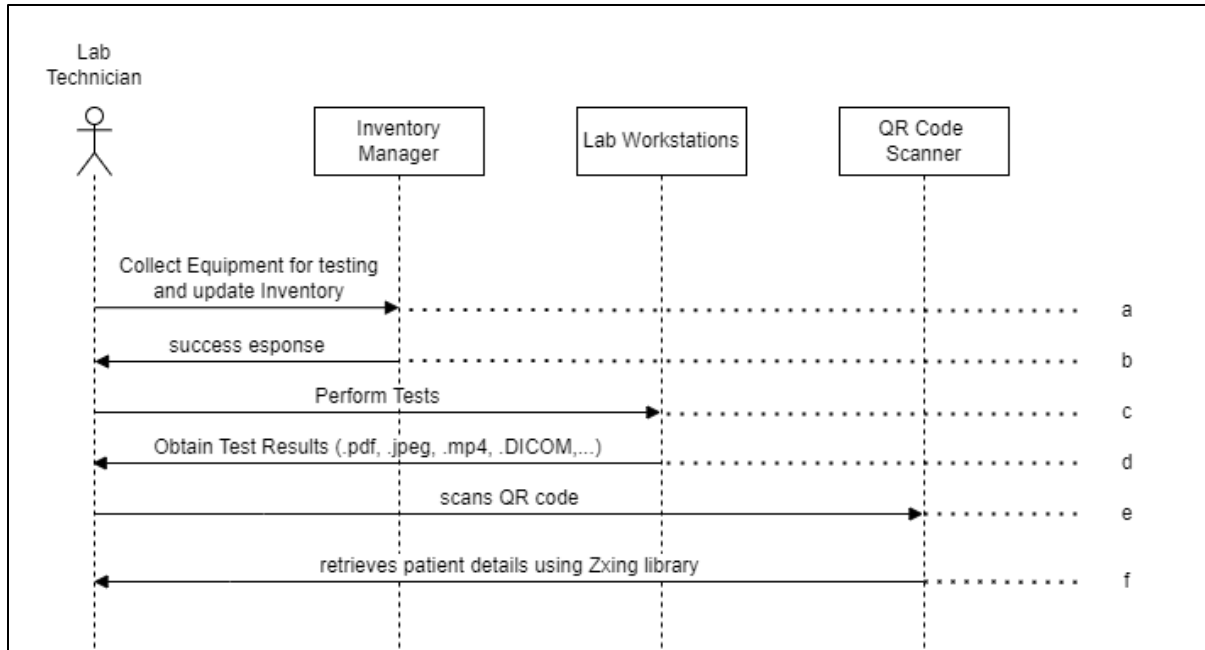 Lab
Technician
Inventory
Manager
Lab Workstations
QR Code
Scanner
Collect Equipment for testing
and update Inventory
a
success esponse
b
Perform Tests
c
Obtain Test Results (.pdf, .jpeg, .mp4, .DICOM,...)
d
scans QR code
e
retrieves patient details using Zxing library
f